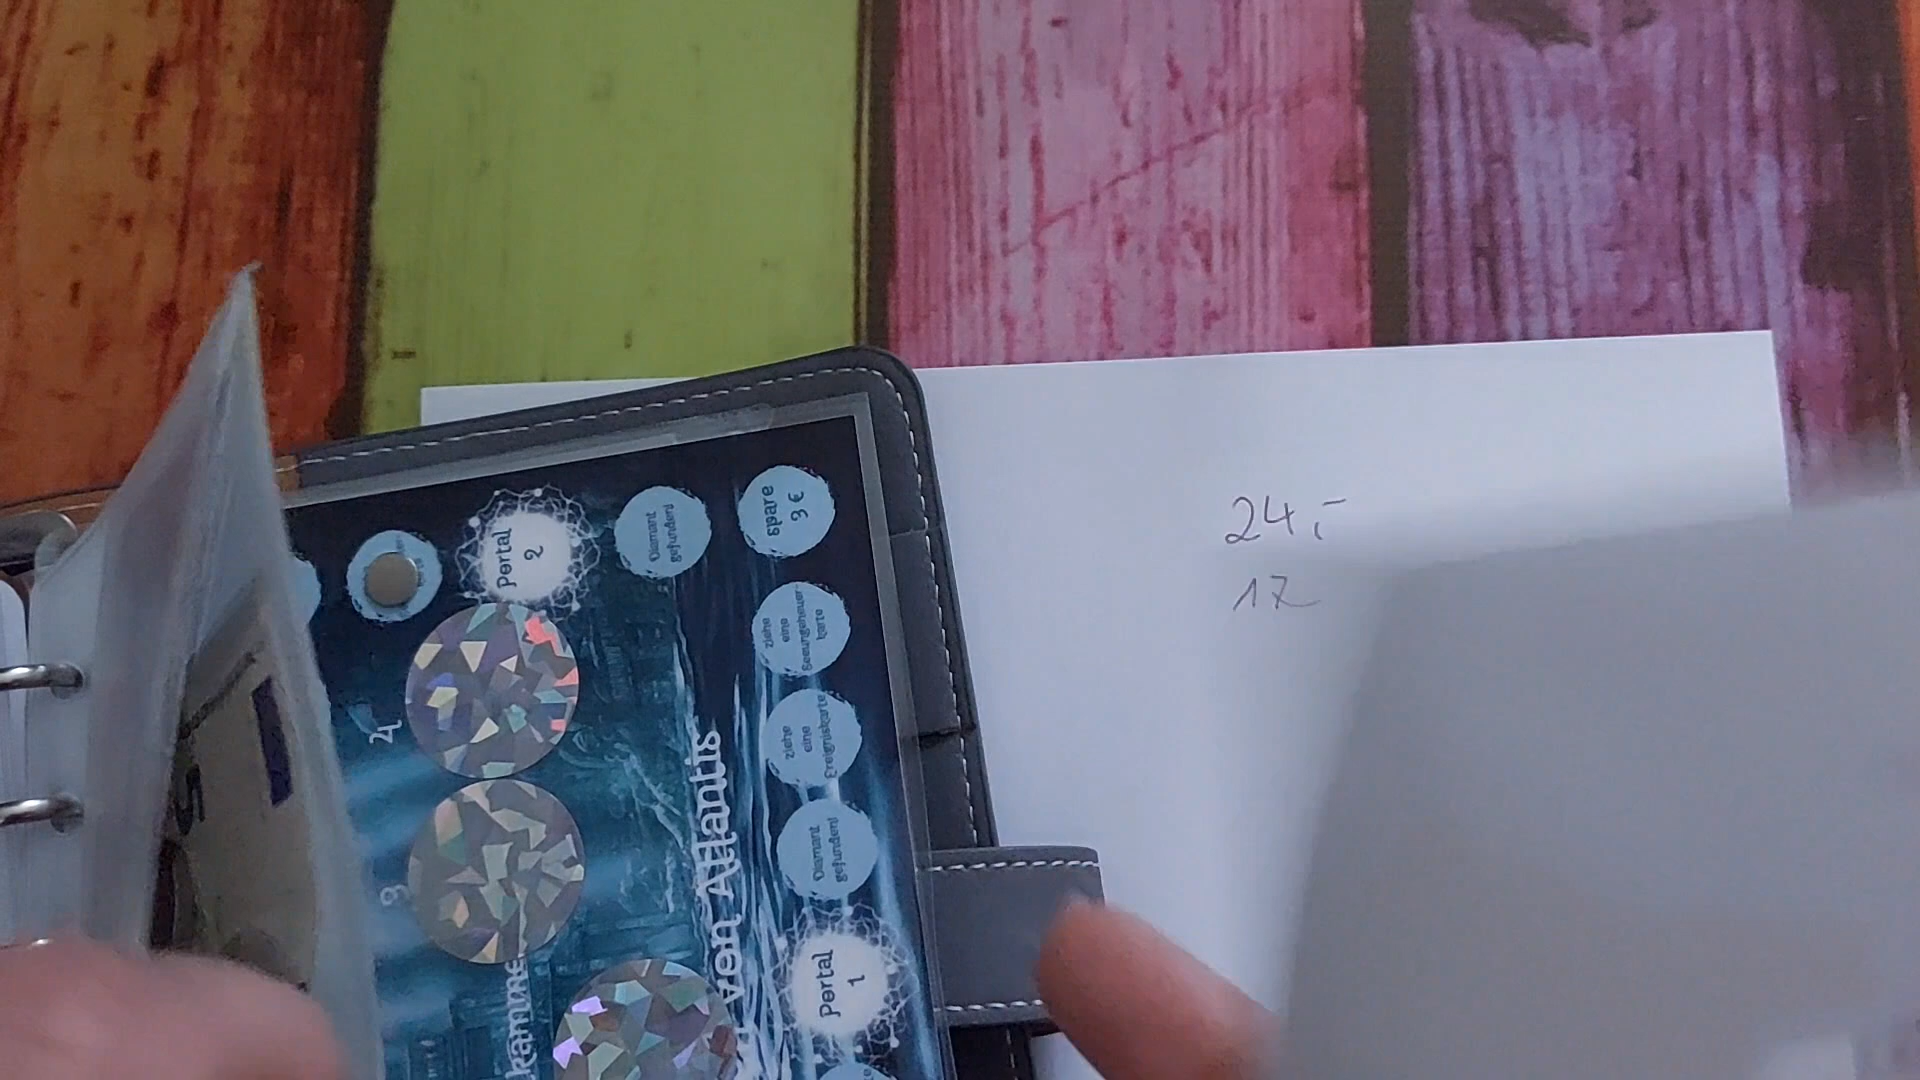 24,-
17
Portal
2
Diamant
gefunden!
Spare
3 €
ziehe
eine
Seeungeheuer
karte
ziehe
eine
Ereigniskarte
Diamant
gefunden!
Portal
1
4
3
von Atlantis
5